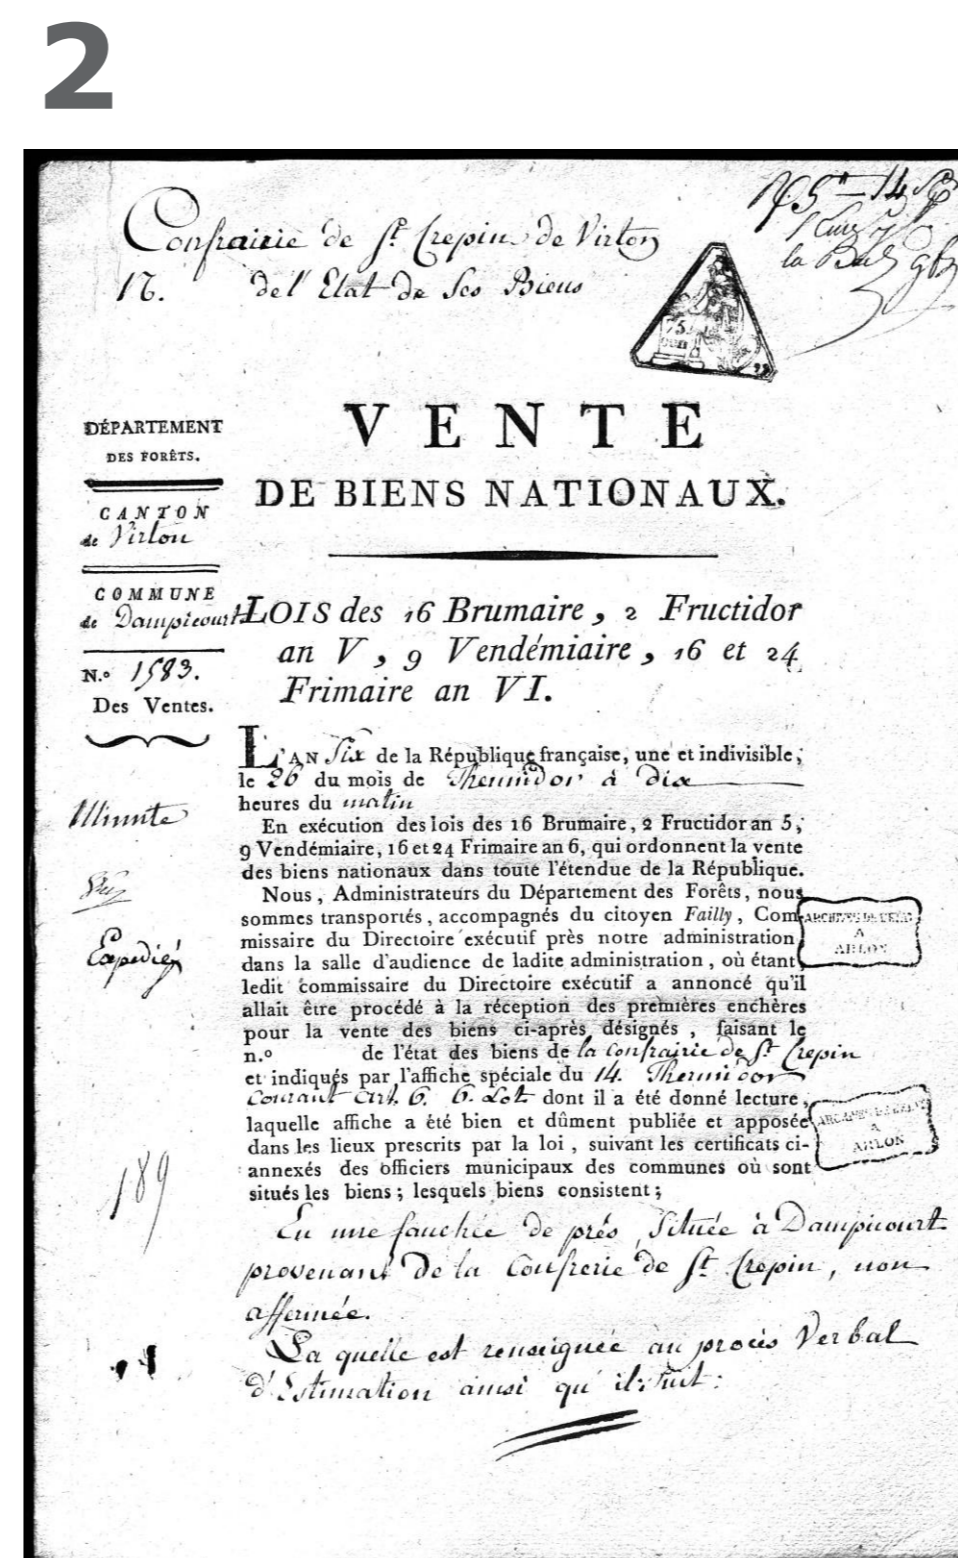 2
Confrairie de St Crepin de Virton
17. de l'Etat de ses Biens
75.
DÉPARTEMENT
DES FORÊTS.
CANTON
de Virton
COMMUNE
de Dampicourt
N.º 1583.
Des Ventes.
Minute
Expedié
189
VENTE
DE BIENS NATIONAUX.
LOIS des 16 Brumaire, 2 Fructidor
an V, 9 Vendémiaire, 16 et 24
Frimaire an VI.
L'AN Six de la République française, une et indivisible,
le 26 du mois de Thermidor à dix
heures du matin
En exécution des lois des 16 Brumaire, 2 Fructidor an 5,
9 Vendémiaire, 16 et 24 Frimaire an 6, qui ordonnent la vente
des biens nationaux dans toute l'étendue de la République.
Nous, Administrateurs du Département des Forêts, nous
sommes transportés, accompagnés du citoyen Failly, Com-
missaire du Directoire exécutif près notre administration
dans la salle d'audience de ladite administration, où étant,
ledit commissaire du Directoire exécutif a annoncé qu'il
allait être procédé à la réception des premières enchères
pour la vente des biens ci-après désignés, faisant le
n.º de l'état des biens de la Confrairie de St Crepin
et indiqués par l'affiche spéciale du 14. Thermidor
Courant art. 6. 6. Lot dont il a été donné lecture,
laquelle affiche a été bien et dûment publiée et apposée
dans les lieux prescrits par la loi, suivant les certificats ci-
annexés des officiers municipaux des communes où sont
situés les biens; lesquels biens consistent;
En une fauchée de prés, Située à Dampicourt
provenant de la Confrerie de St Crepin, non
affermée.
La quelle est renseignée au procès Verbal
d'Estimation ainsi qu'il suit:
ARCHIVES DE L'ETAT
A
ARLON
ARCHIVES DE L'ETAT
A
ARLON